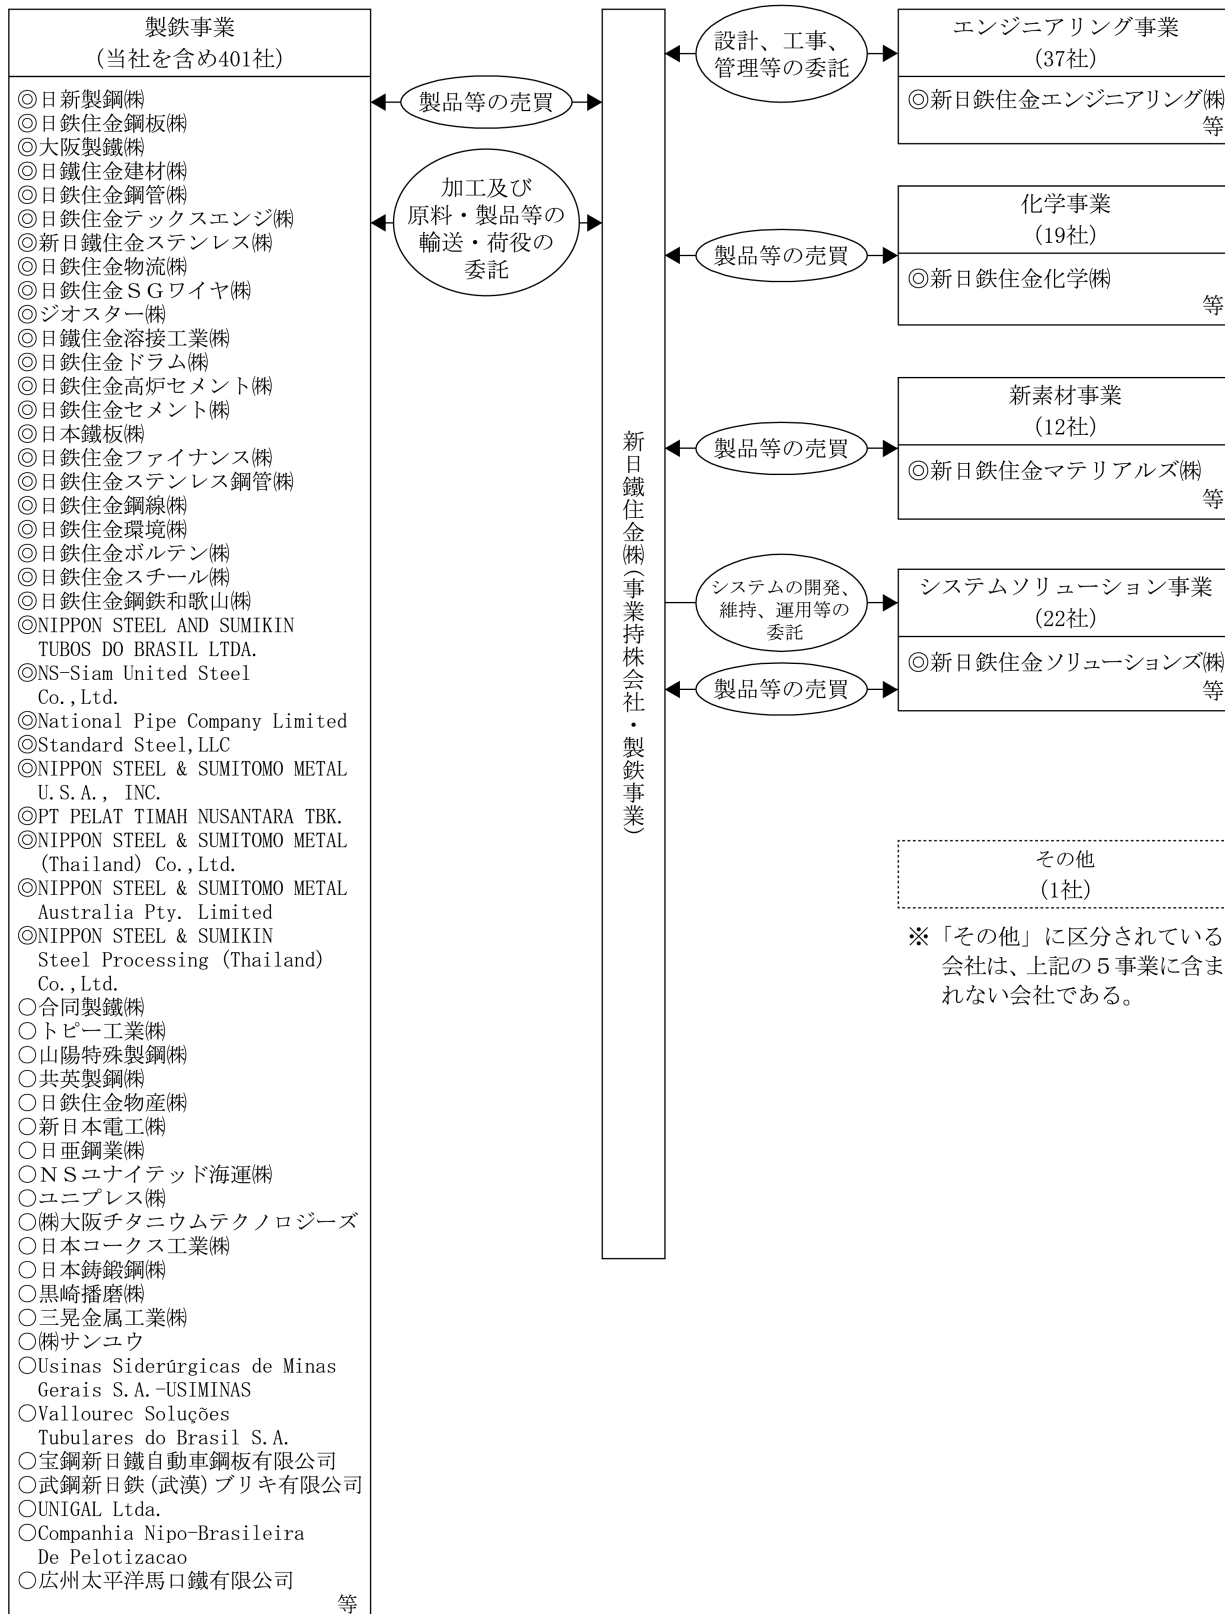 製鉄事業
(当社を含め401社)
◎日新製鋼㈱
◎日鉄住金鋼板㈱
◎大阪製鐵㈱
◎日鐵住金建材㈱
◎日鉄住金鋼管㈱
◎日鉄住金テックスエンジ㈱
◎新日鐵住金ステンレス㈱
◎日鉄住金物流㈱
◎日鉄住金ＳＧワイヤ㈱
◎ジオスター㈱
◎日鐵住金溶接工業㈱
◎日鉄住金ドラム㈱
◎日鉄住金高炉セメント㈱
◎日鉄住金セメント㈱
◎日本鐵板㈱
◎日鉄住金ファイナンス㈱
◎日鉄住金ステンレス鋼管㈱
◎日鉄住金鋼線㈱
◎日鉄住金環境㈱
◎日鉄住金ボルテン㈱
◎日鉄住金スチール㈱
◎日鉄住金鋼鉄和歌山㈱
◎NIPPON STEEL AND SUMIKIN
TUBOS DO BRASIL LTDA.
◎NS-Siam United Steel
Co.,Ltd.
◎National Pipe Company Limited
◎Standard Steel,LLC
◎NIPPON STEEL & SUMITOMO METAL
U.S.A., INC.
◎PT PELAT TIMAH NUSANTARA TBK.
◎NIPPON STEEL & SUMITOMO METAL
(Thailand) Co.,Ltd.
◎NIPPON STEEL & SUMITOMO METAL
Australia Pty. Limited
◎NIPPON STEEL & SUMIKIN
Steel Processing (Thailand)
Co.,Ltd.
○合同製鐵㈱
○トピー工業㈱
○山陽特殊製鋼㈱
○共英製鋼㈱
○日鉄住金物産㈱
○新日本電工㈱
○日亜鋼業㈱
○ＮＳユナイテッド海運㈱
○ユニプレス㈱
○㈱大阪チタニウムテクノロジーズ
○日本コークス工業㈱
○日本鋳鍛鋼㈱
○黒崎播磨㈱
○三晃金属工業㈱
○㈱サンユウ
○Usinas Siderúrgicas de Minas
Gerais S.A.-USIMINAS
○Vallourec Soluções
Tubulares do Brasil S.A.
○宝鋼新日鐵自動車鋼板有限公司
○武鋼新日鉄(武漢)ブリキ有限公司
○UNIGAL Ltda.
○Companhia Nipo-Brasileira
De Pelotizacao
○広州太平洋馬口鐵有限公司
等
製品等の売買
加工及び
原料・製品等の
輸送・荷役の
委託
新日鐵住金㈱(事業持株会社・製鉄事業)
設計、工事、
管理等の委託
製品等の売買
製品等の売買
システムの開発、
維持、運用等の
委託
製品等の売買
エンジニアリング事業
(37社)
◎新日鉄住金エンジニアリング㈱
等
化学事業
(19社)
◎新日鉄住金化学㈱
等
新素材事業
(12社)
◎新日鉄住金マテリアルズ㈱
等
システムソリューション事業
(22社)
◎新日鉄住金ソリューションズ㈱
等
その他
(1社)
※「その他」に区分されている
会社は、上記の５事業に含ま
れない会社である。